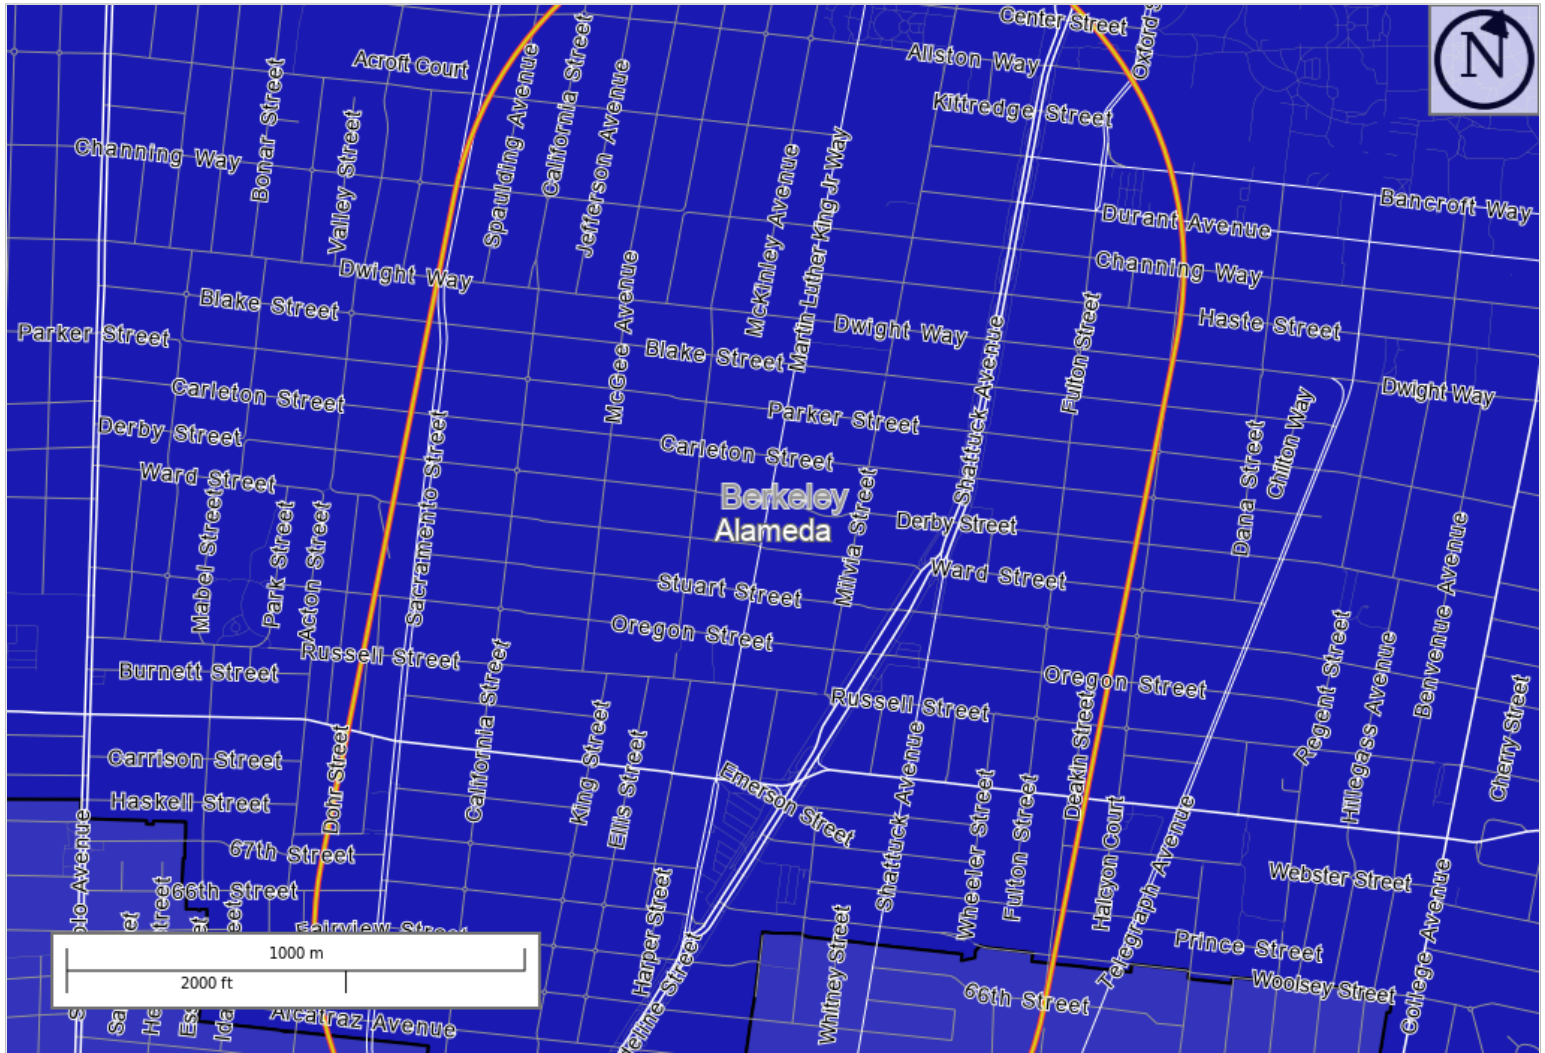 Center Street
Oxford
N
Allston Way
Acroft Court
Spaulding Avenue
California Street
Jefferson Avenue
Bonar Street
Kittredge Street
Valley Street
Channing Way
McKinley Avenue
Martin Luther King Jr Way
Bancroft Way
Durant Avenue
Channing Way
Dwight Way
Blake Street
McGee Avenue
Fulton Street
Haste Street
Dwight Way
Parker Street
Blake Street
Shattuck Avenue
Dwight Way
Carleton Street
Parker Street
Chilton Way
Derby Street
Sacramento Street
Carleton Street
Dana Street
Ward Street
Berkeley
Alameda
Milvia Street
Derby Street
Mabel Street
Park Street
Acton Street
Stuart Street
Ward Street
Benvenue Avenue
Oregon Street
Regent Street
Hillegass Avenue
Russell Street
Burnett Street
California Street
Oregon Street
Cherry Street
Russell Street
Deakin Street
King Street
Ellis Street
Carrison Street
Dohr Street
Emerson Street
Shattuck Avenue
Wheeler Street
Fulton Street
Halcyon Court
Telegraph Avenue
Haskell Street
67th Street
66th Street
Webster Street
College Avenue
Harper Street
Whitney Street
Fairview Street
Prince Street
Woolsey Street
66th Street
Alcatraz Avenue
1000 m
2000 ft